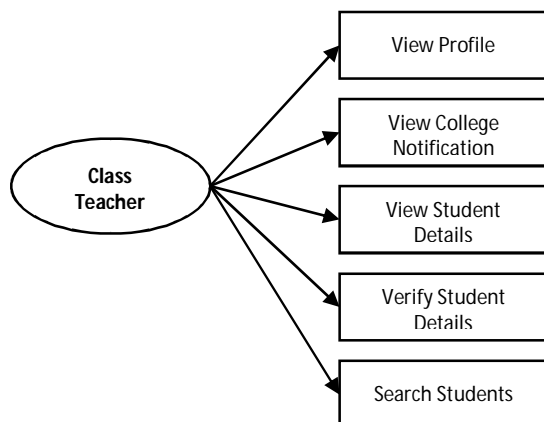 Class
Teacher
View Profile
View College
Notification
View Student
Details
Verify Student
Details
Search Students